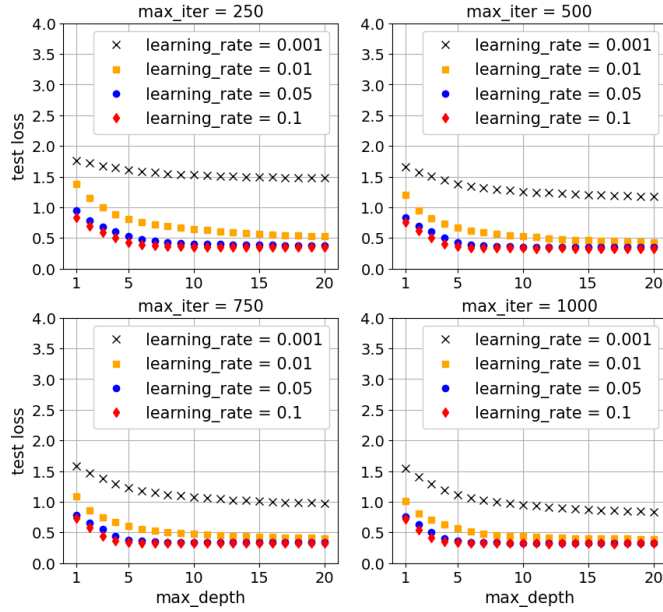 max_iter = 250
4.0
3.5
3.0
2.5
2.0
1.5
1.0
0.5
0.0
test loss
learning_rate = 0.001
learning_rate = 0.01
learning_rate = 0.05
learning_rate = 0.1
1 5 10 15 20
max_iter = 500
4.0
3.5
3.0
2.5
2.0
1.5
1.0
0.5
0.0
learning_rate = 0.001
learning_rate = 0.01
learning_rate = 0.05
learning_rate = 0.1
1 5 10 15 20
max_iter = 750
4.0
3.5
3.0
2.5
2.0
1.5
1.0
0.5
0.0
test loss
learning_rate = 0.001
learning_rate = 0.01
learning_rate = 0.05
learning_rate = 0.1
1 5 10 15 20
max_depth
max_iter = 1000
4.0
3.5
3.0
2.5
2.0
1.5
1.0
0.5
0.0
learning_rate = 0.001
learning_rate = 0.01
learning_rate = 0.05
learning_rate = 0.1
1 5 10 15 20
max_depth